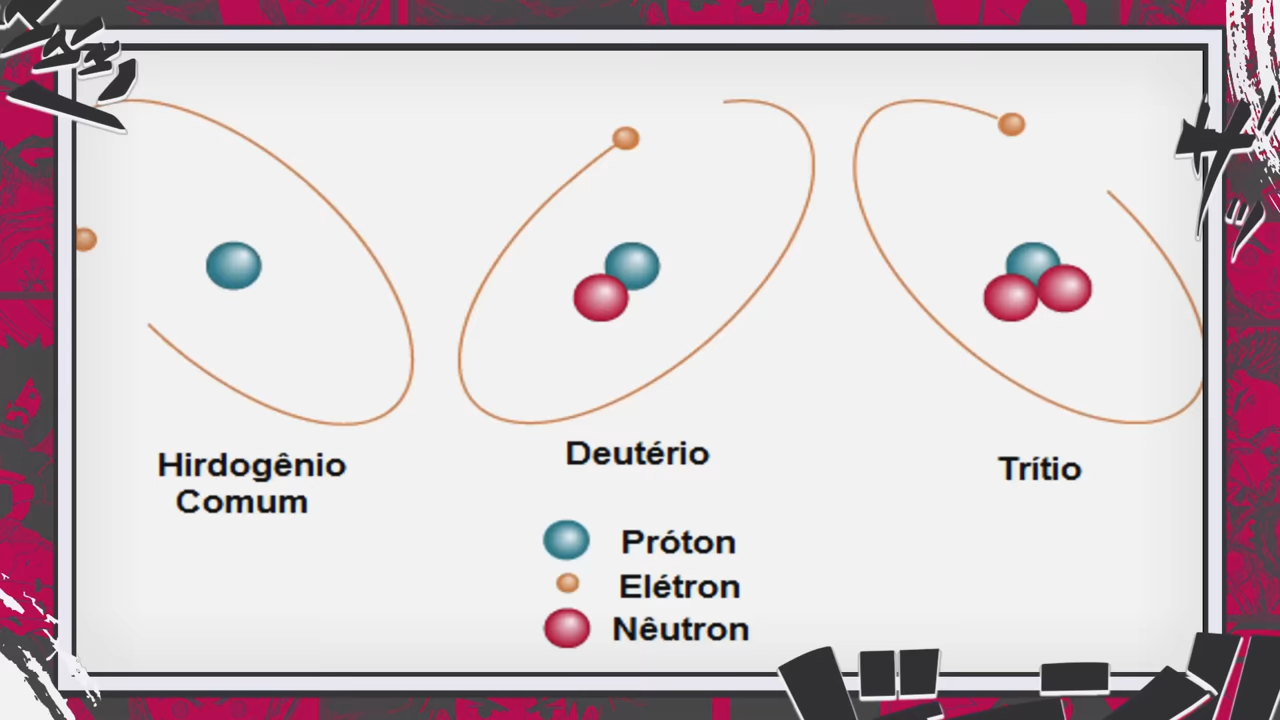 Hirdogênio
Comum
Deutério
Trítio
Próton
Elétron
Nêutron